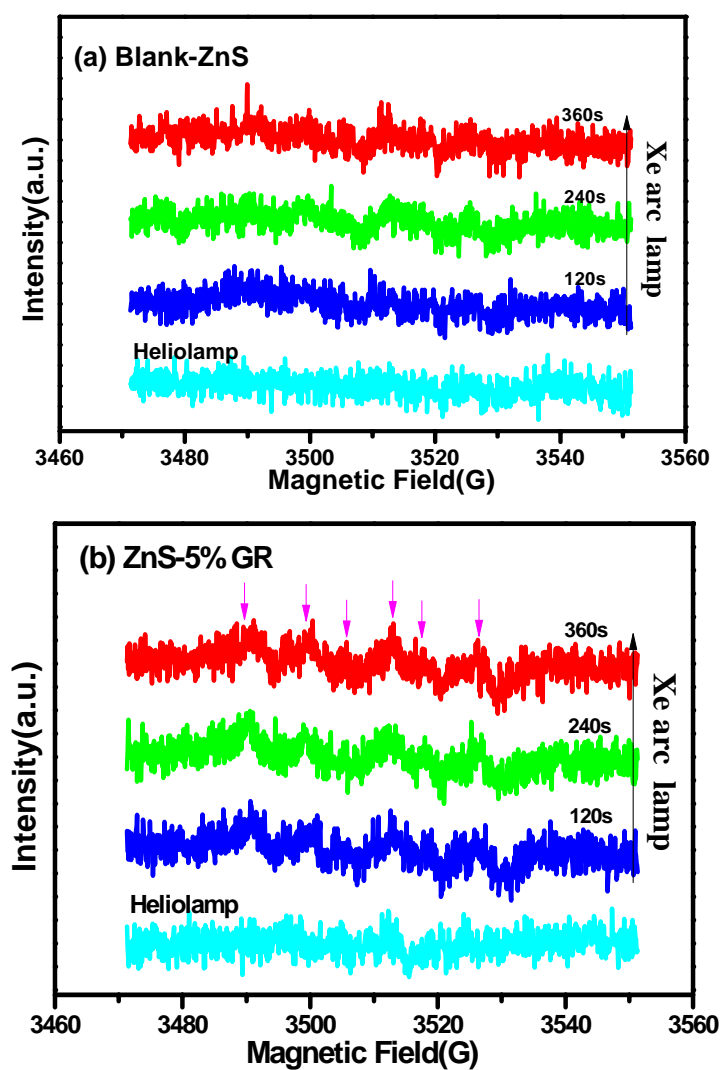 (a) Blank-ZnS
360s
240s
120s
Heliolamp
Xe arc lamp
Intensity(a.u.)
3460 3480 3500 3520 3540 3560
Magnetic Field(G)
(b) ZnS-5% GR
360s
240s
120s
Heliolamp
Xe arc lamp
Intensity(a.u.)
3460 3480 3500 3520 3540 3560
Magnetic Field(G)